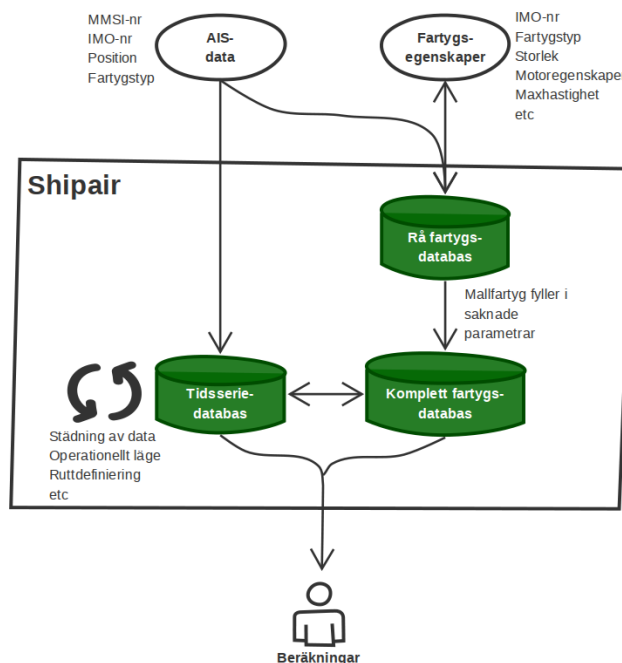 MMSI-nr
IMO-nr
Position
Fartygstyp
AIS-
data
Fartygs-
egenskaper
IMO-nr
Fartygstyp
Storlek
Motoregenskaper
Maxhastighet
etc
Shipair
Rå fartygs-
databas
Mallfartyg fyller i
saknade
parametrar
Tidsserie-
databas
Komplett fartygs-
databas
Städning av data
Operationellt läge
Ruttdefiniering
etc
Beräkningar